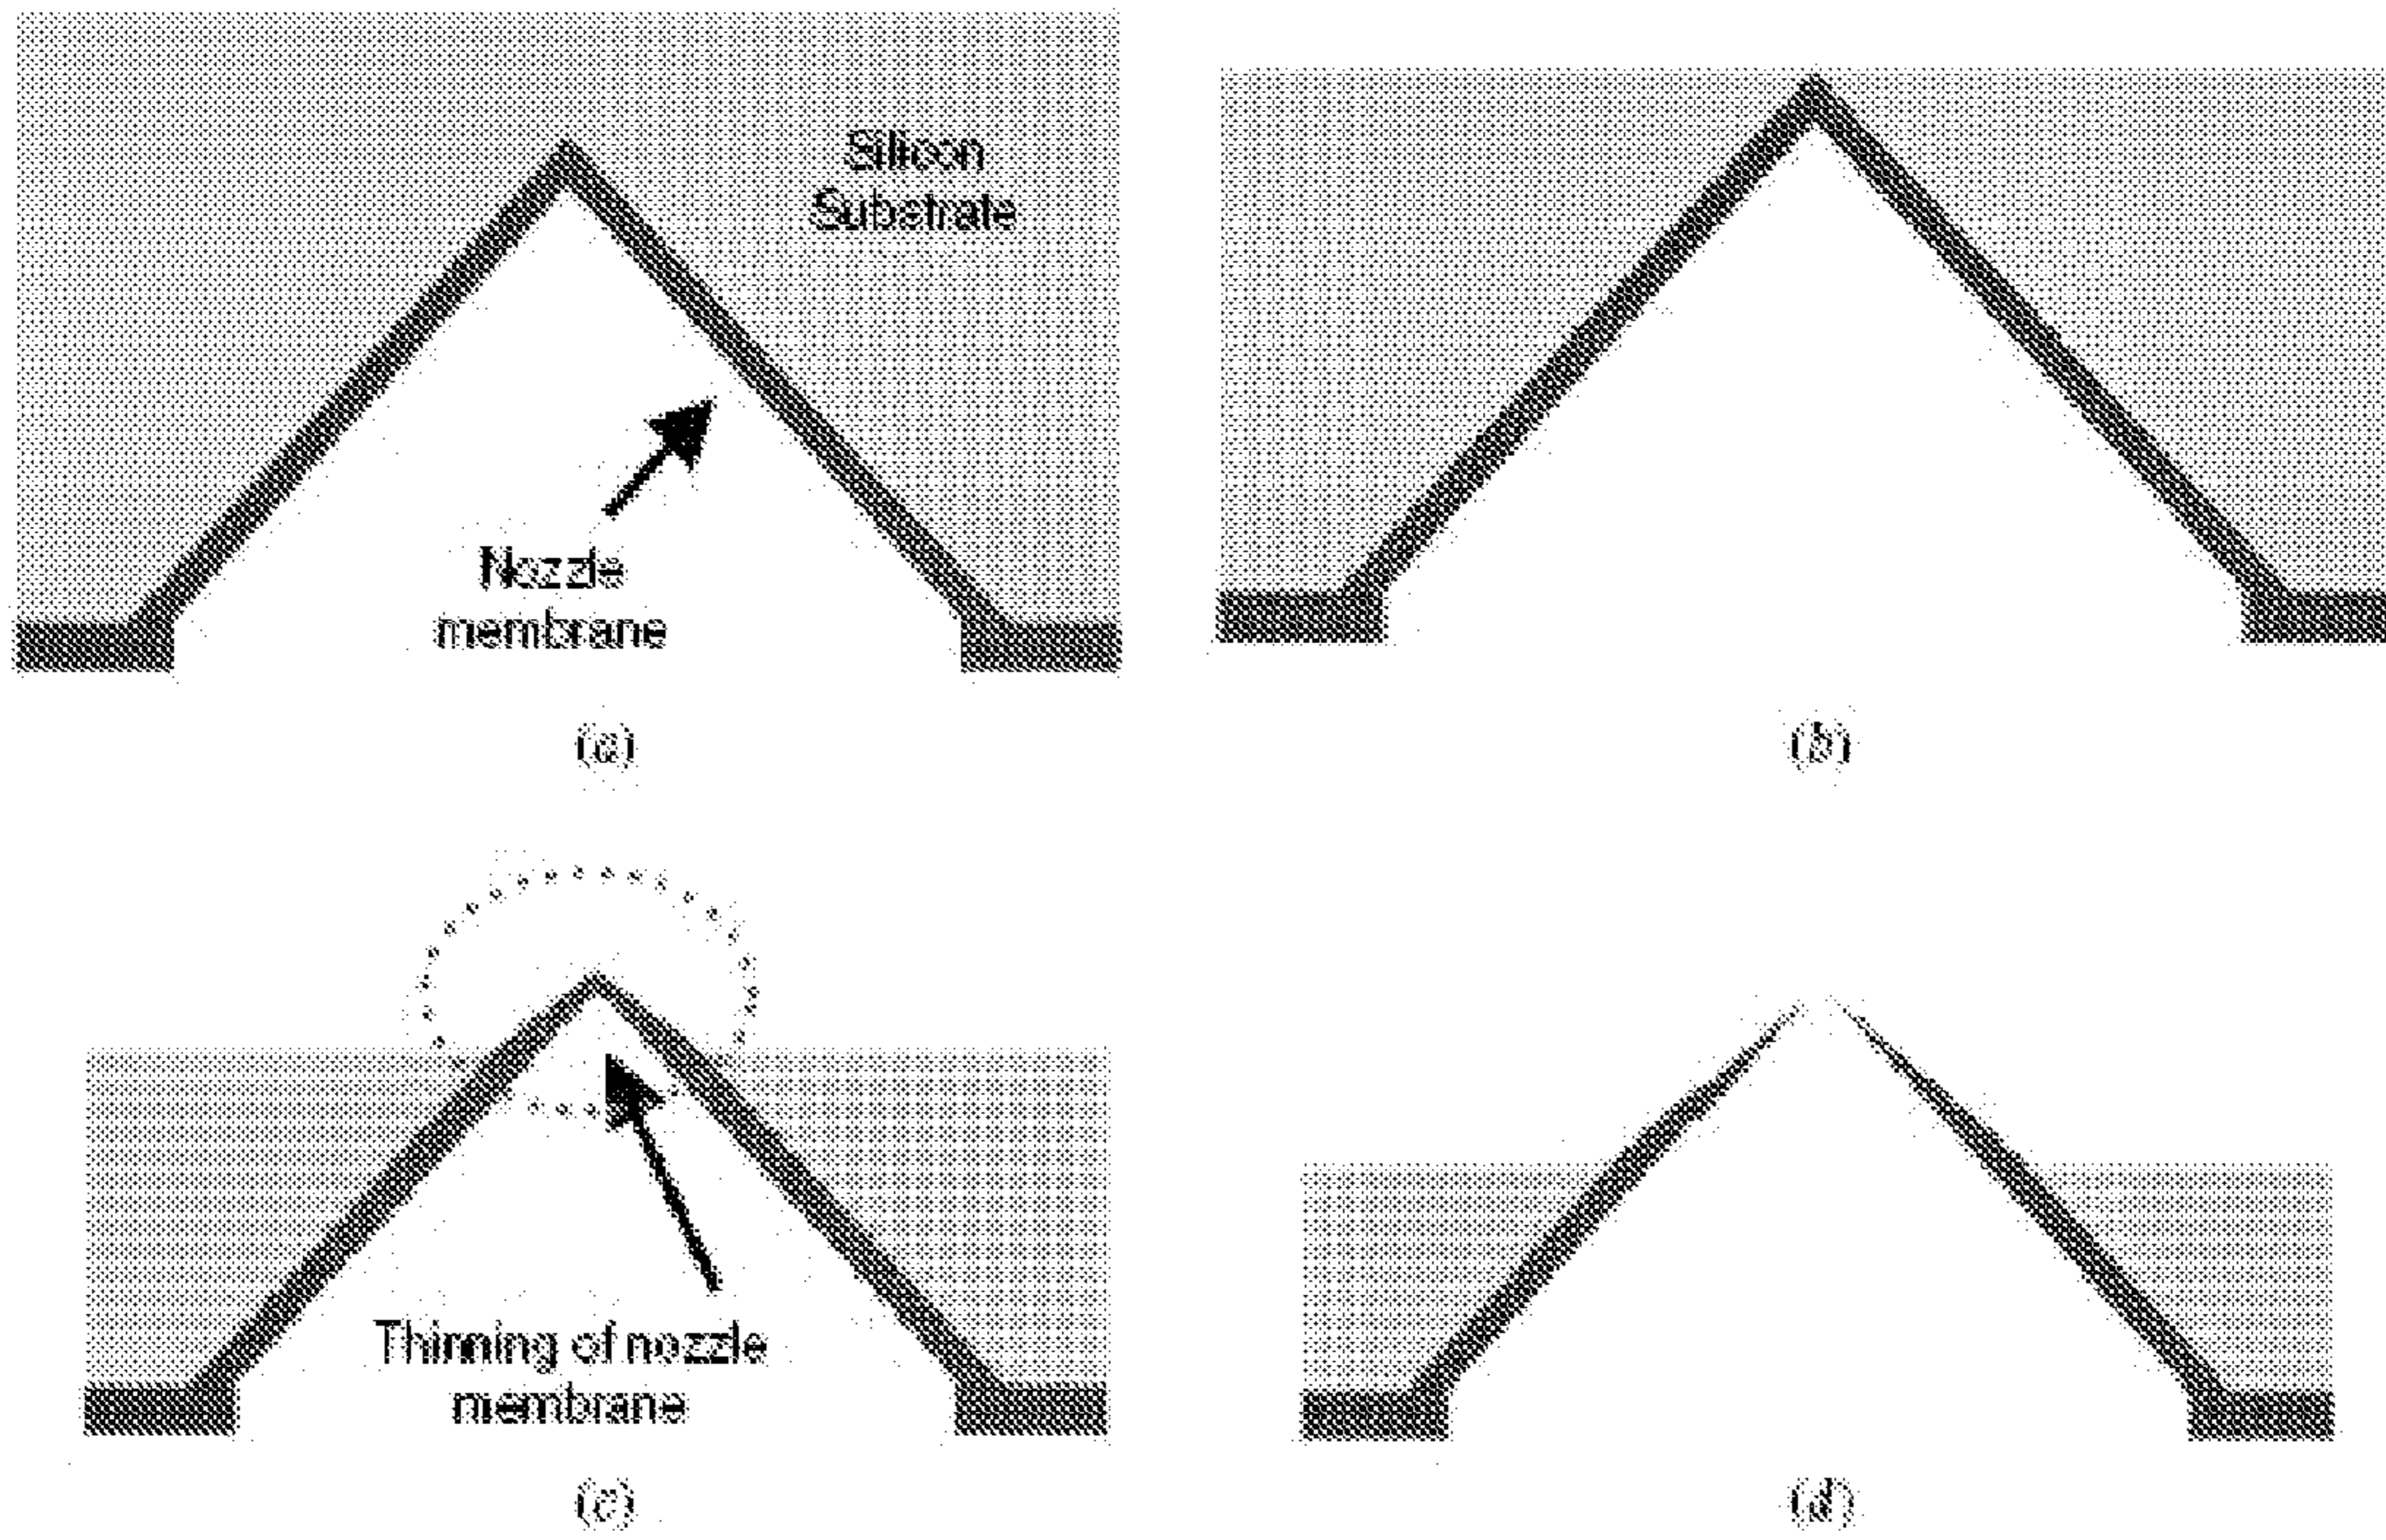 Silicon
Substrate
Nozzle
membrane
(a)
(b)
Thinning of nozzle
membrane
(c)
(d)